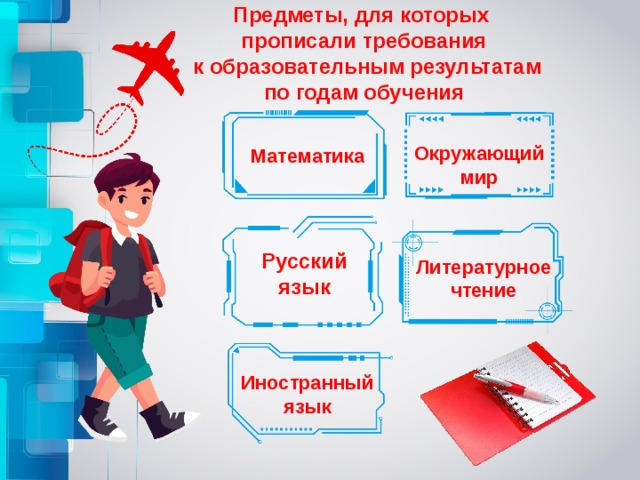 Предметы, для которых
прописали требования
к образовательным результатам
по годам обучения
Математика
Окружающий
мир
Русский
язык
Литературное
чтение
Иностранный
язык